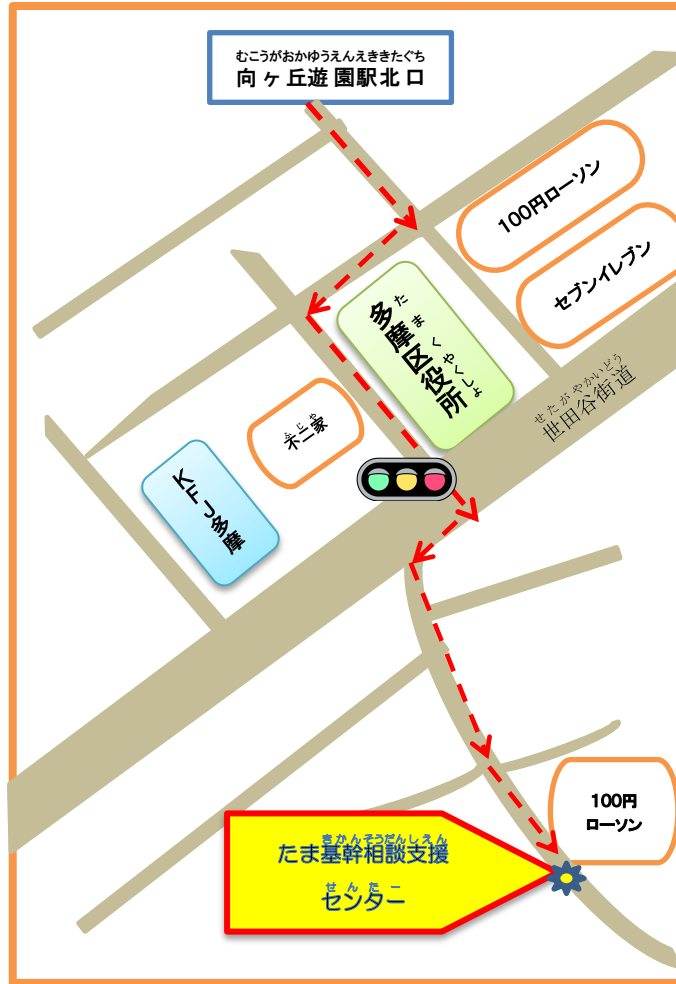 むこうがおかゆうえんえききたぐち
向ヶ丘遊園駅北口
100円ローソン
セブンイレブン
たまくやくしょ
多摩区役所
せたがやかいどう
世田谷街道
ふじや
不二家
KFJ多摩
100円
ローソン
きかんそうだんしえん
たま基幹相談支援
せんたー
センター